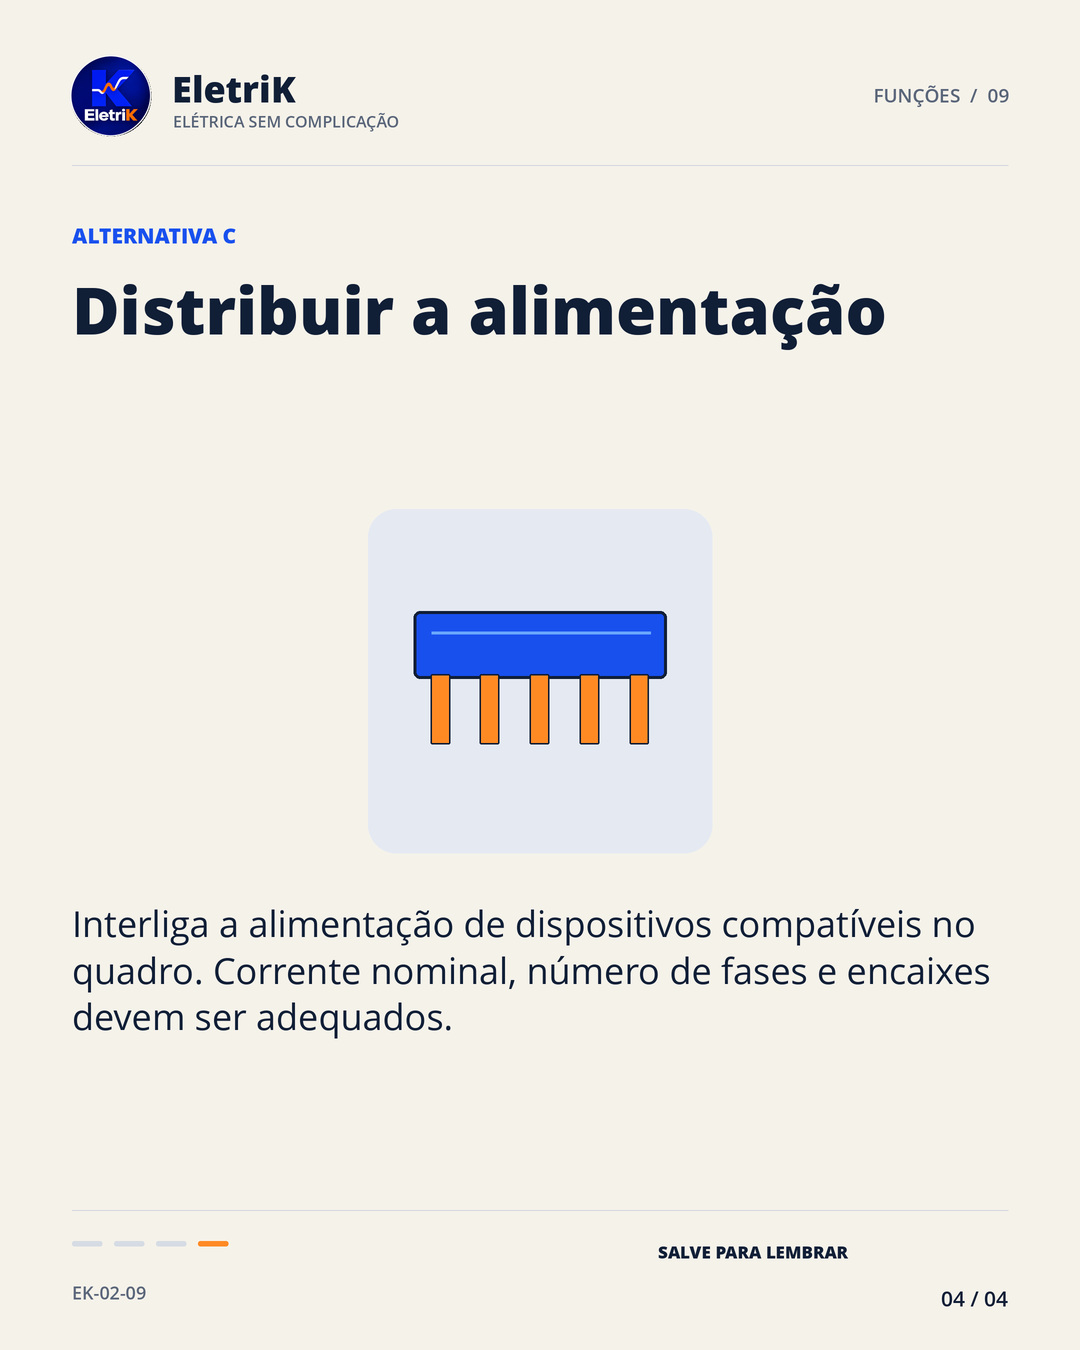 EletriK
EletriK
ELÉTRICA SEM COMPLICAÇÃO
FUNÇÕES / 09
ALTERNATIVA C
Distribuir a alimentação
Interliga a alimentação de dispositivos compatíveis no
quadro. Corrente nominal, número de fases e encaixes
devem ser adequados.
SALVE PARA LEMBRAR
EK-02-09
04 / 04